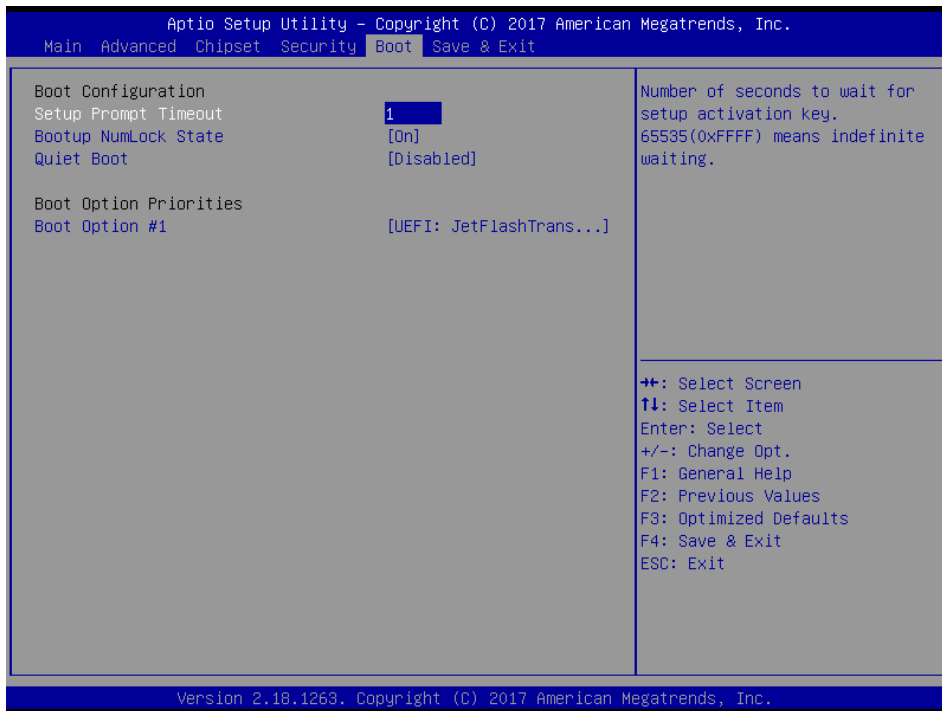 Aptio Setup Utility – Copyright (C) 2017 American Megatrends, Inc.
Main Advanced Chipset Security Boot Save & Exit
Boot Configuration
Setup Prompt Timeout 1
Bootup NumLock State [On]
Quiet Boot [Disabled]
Boot Option Priorities
Boot Option #1 [UEFI: JetFlashTrans...]
Number of seconds to wait for
setup activation key.
65535(0xFFFF) means indefinite
waiting.
→←: Select Screen
↑↓: Select Item
Enter: Select
+/-: Change Opt.
F1: General Help
F2: Previous Values
F3: Optimized Defaults
F4: Save & Exit
ESC: Exit
Version 2.18.1263. Copyright (C) 2017 American Megatrends, Inc.